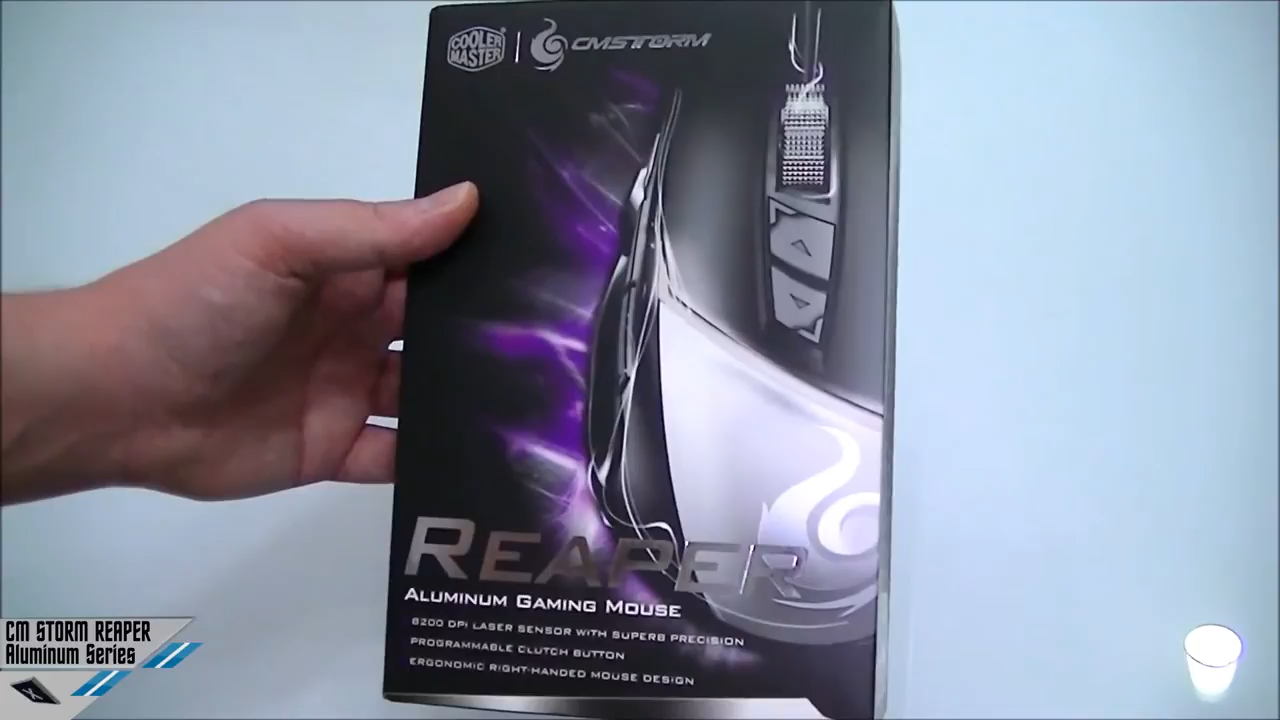 COOLER MASTER
CMSTORM
REAPER
ALUMINUM GAMING MOUSE
8200 DPI LASER SENSOR WITH SUPERB PRECISION
PROGRAMMABLE CLUTCH BUTTON
ERGONOMIC RIGHT-HANDED MOUSE DESIGN
CM STORM REAPER
Aluminum Series